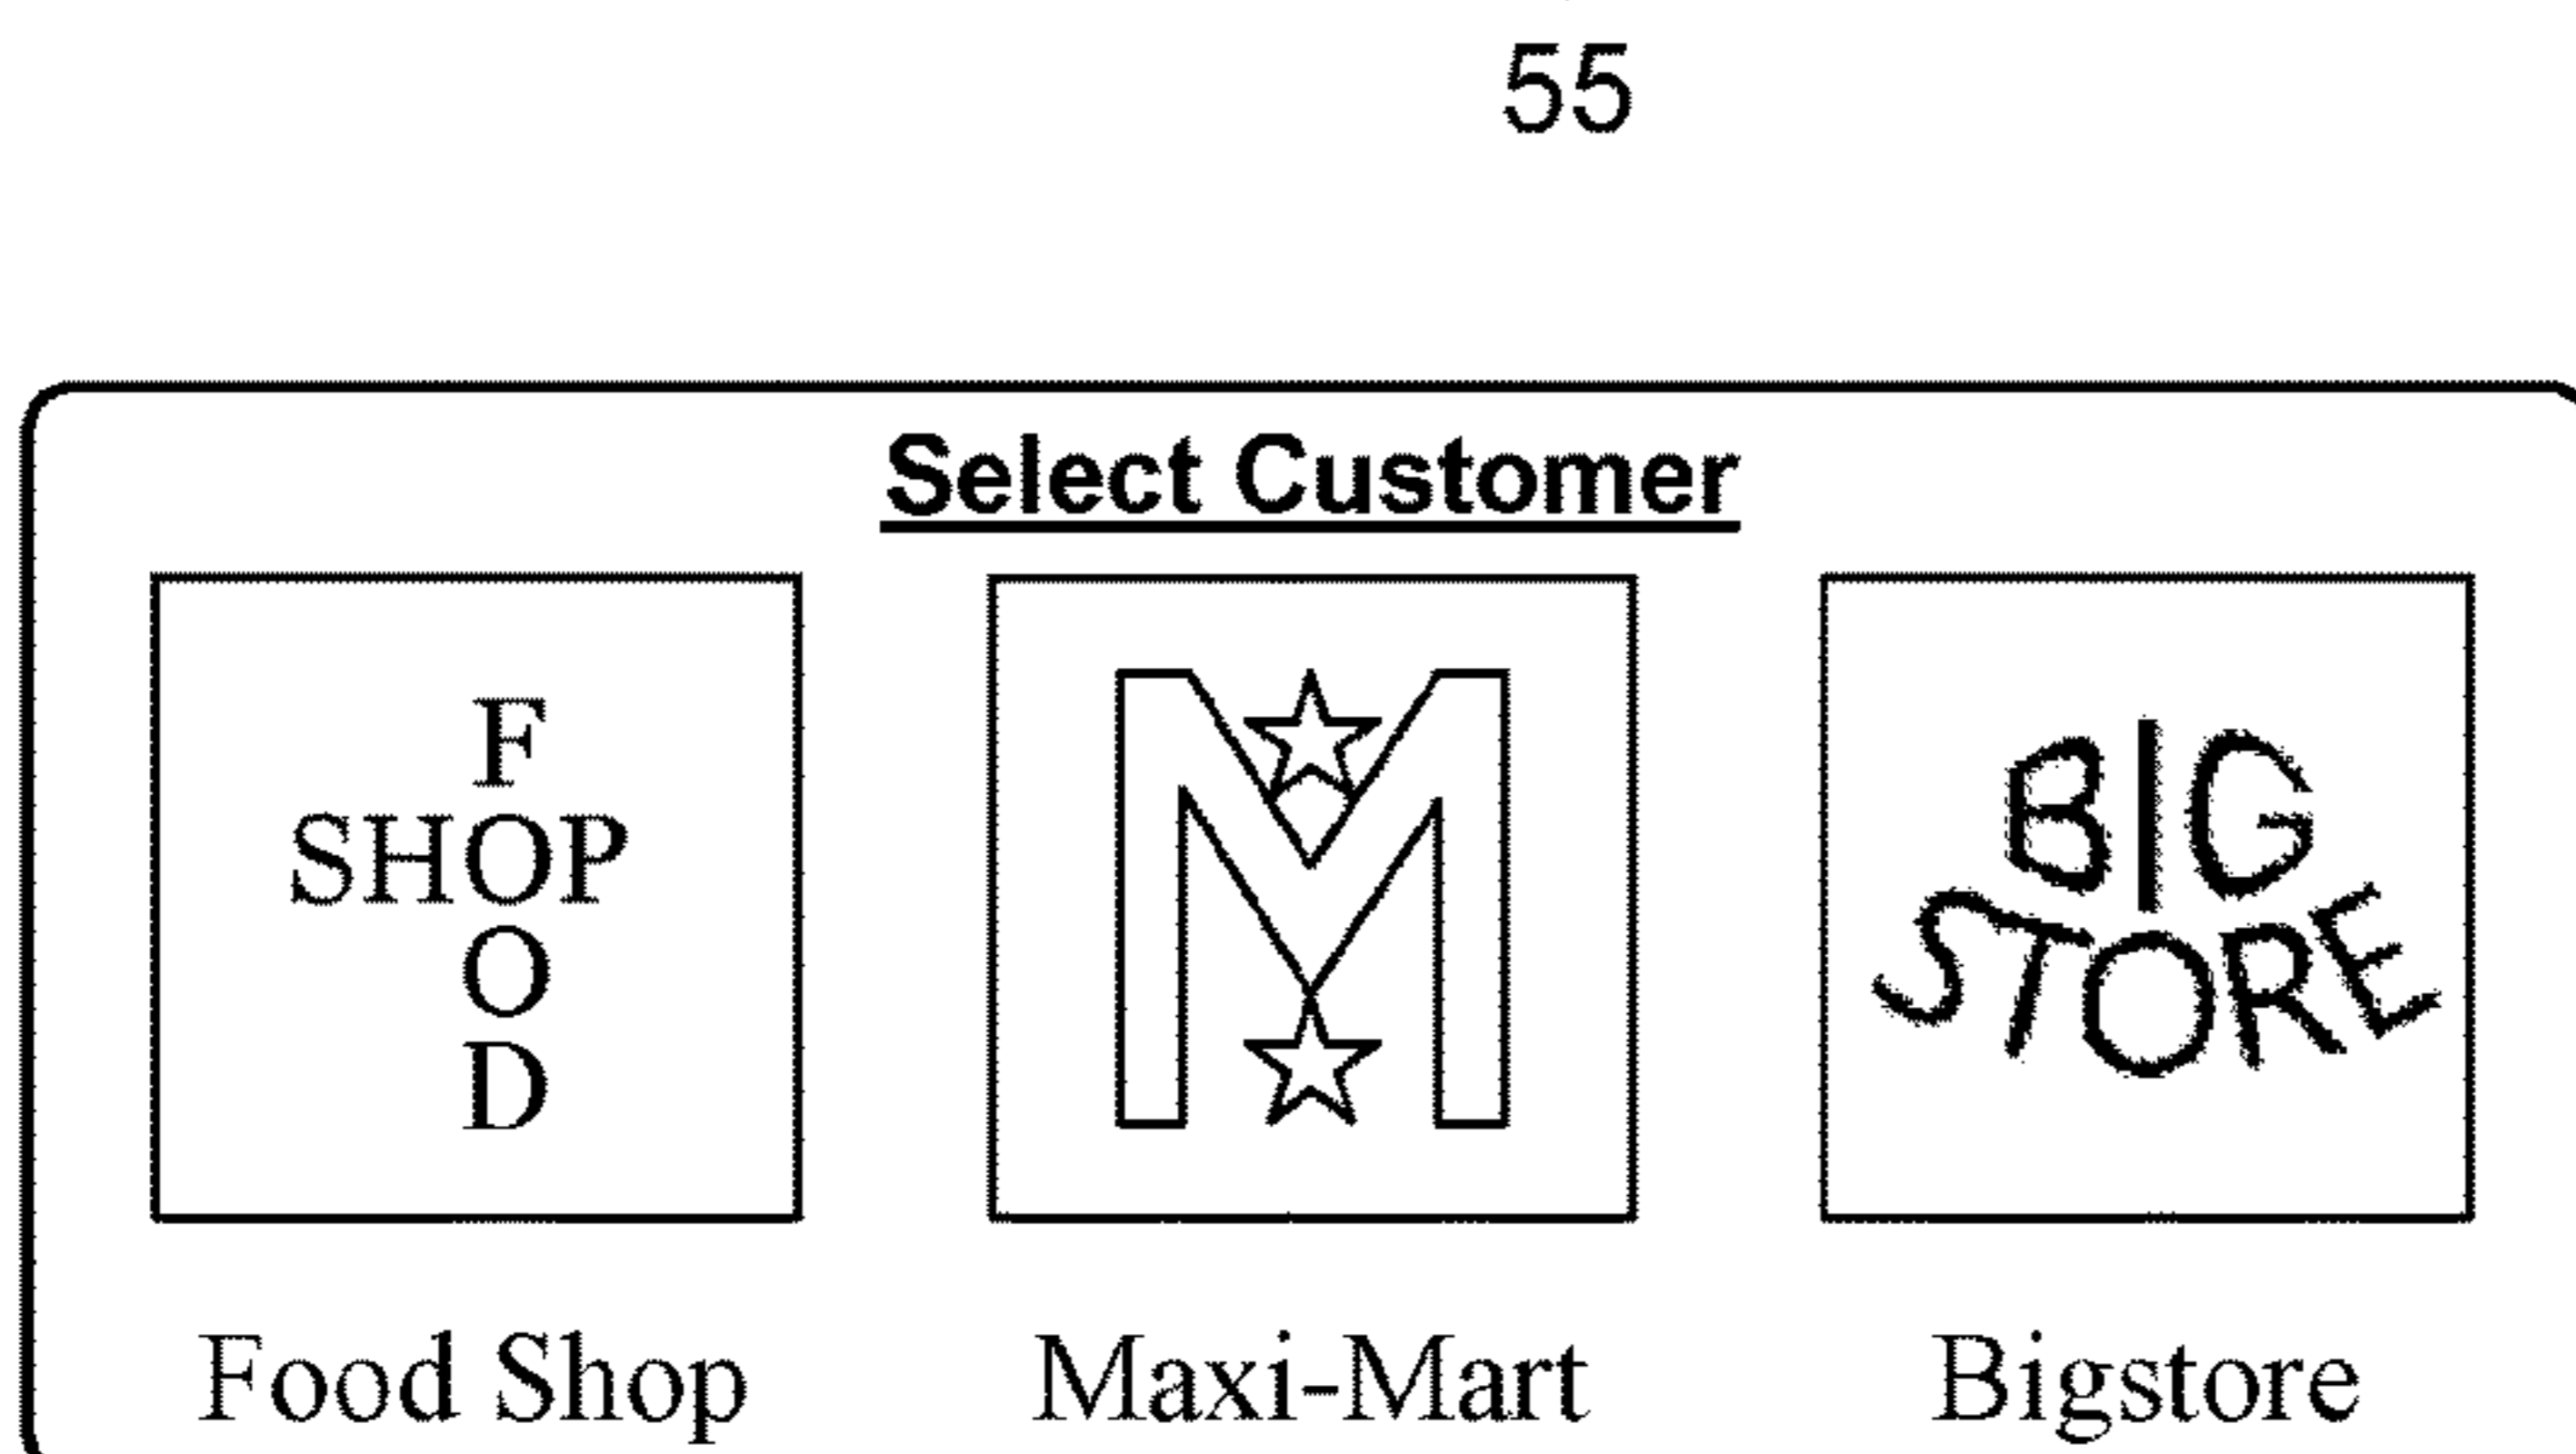 55
Select Customer
F
SHOP
O
D
M
BIG
STORE
Food Shop
Maxi-Mart
Bigstore